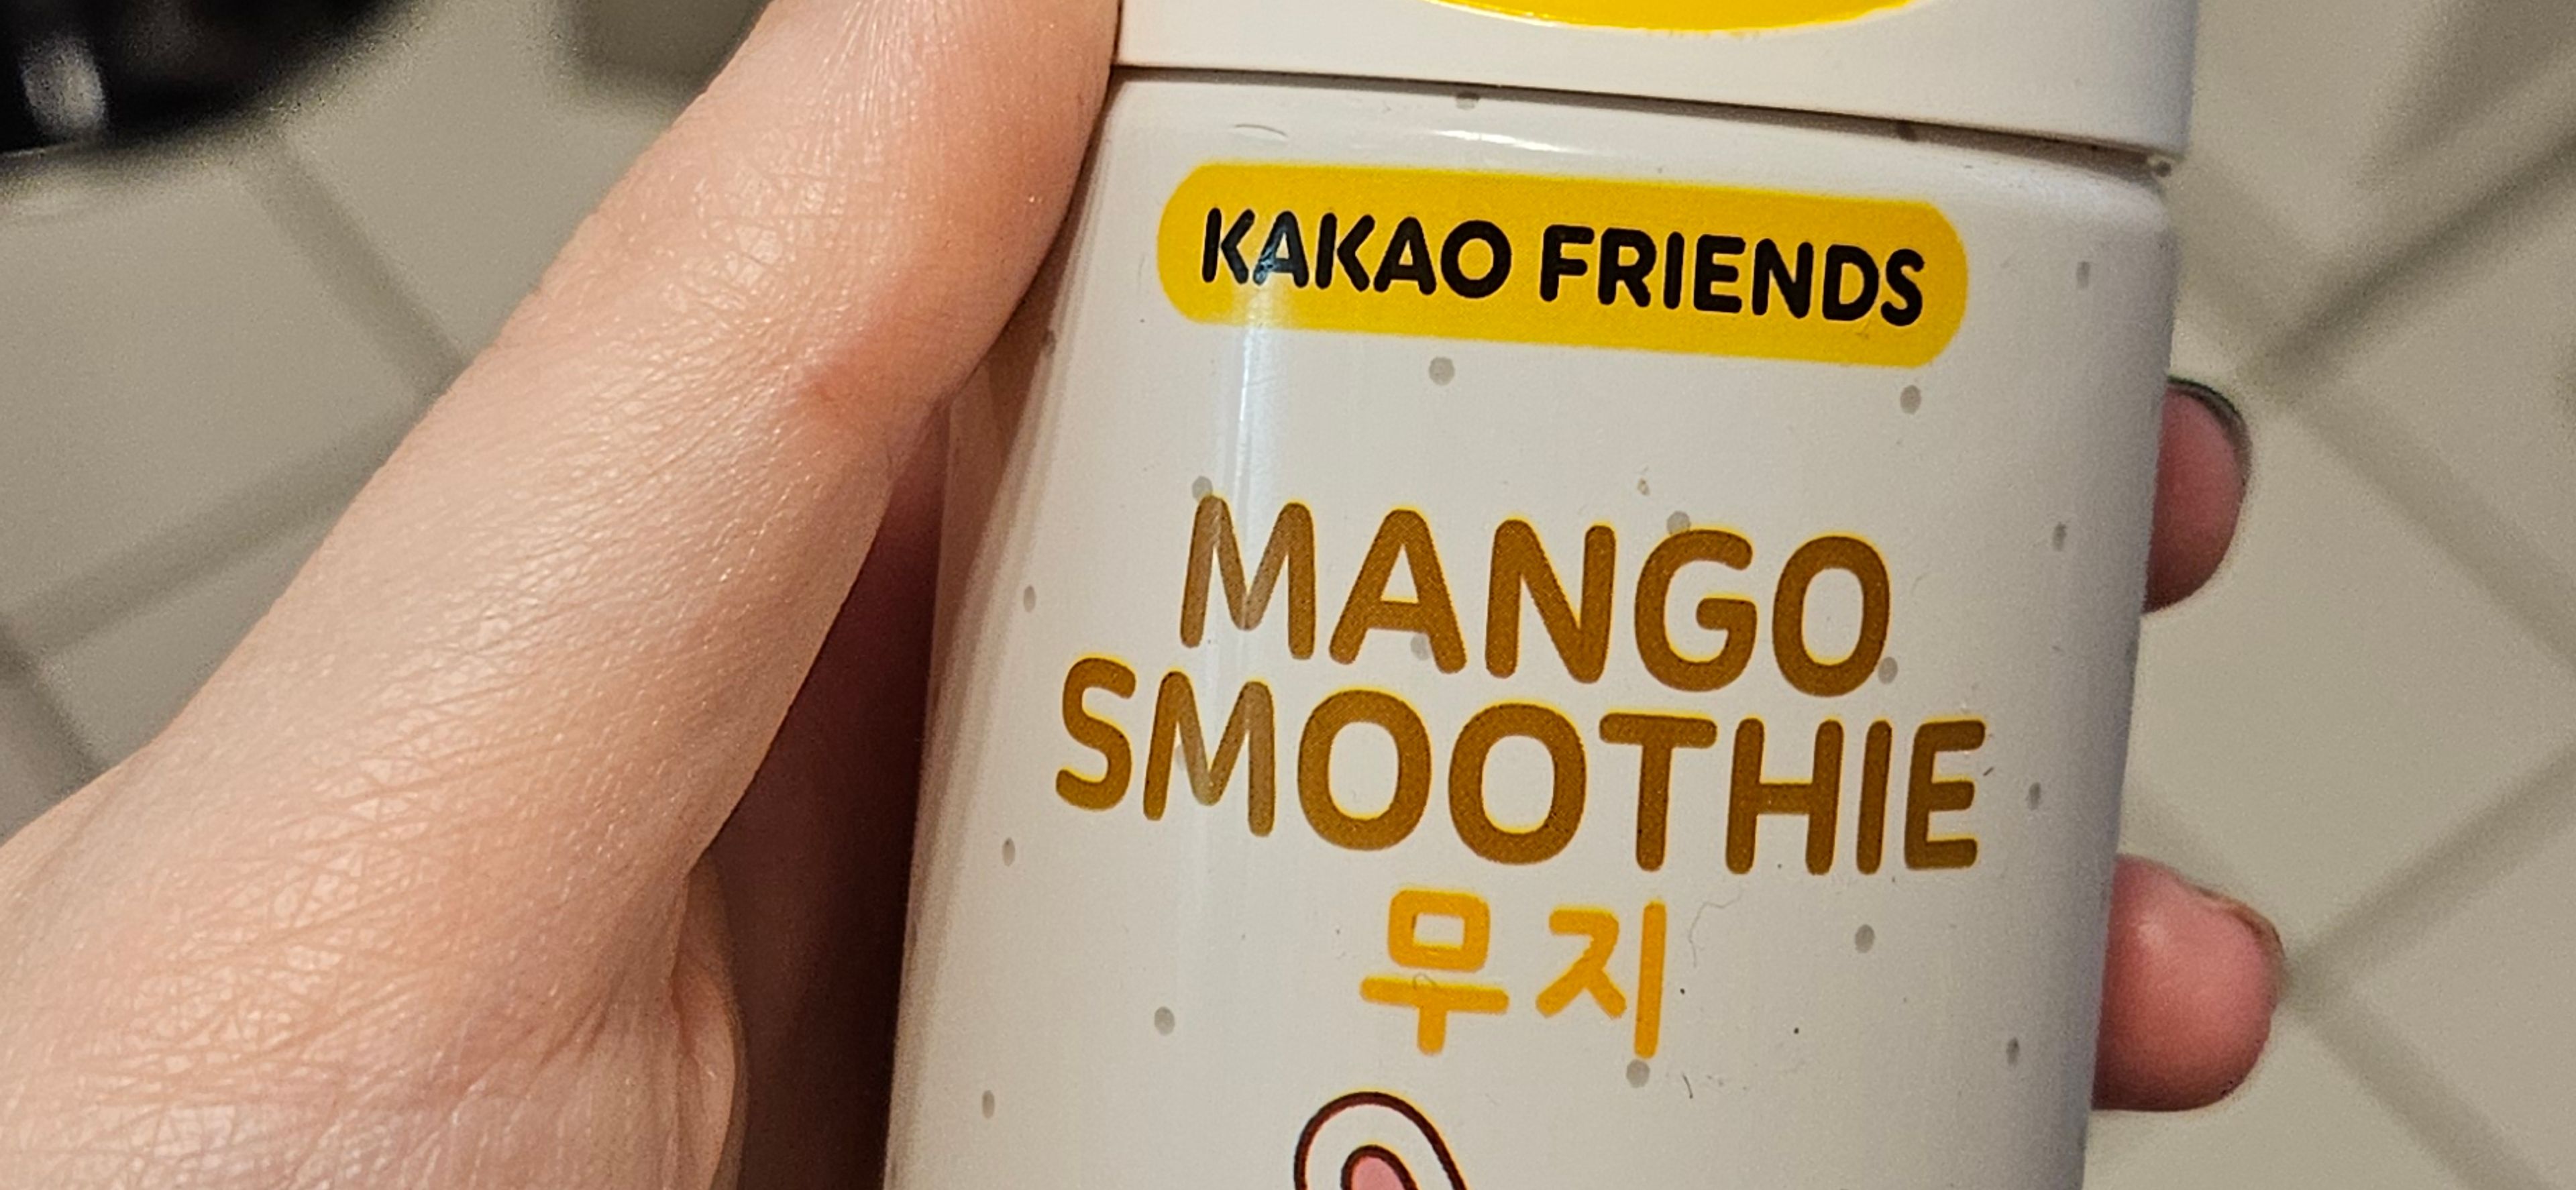 KAKAO FRIENDS
MANGO
SMOOTHIE
무지